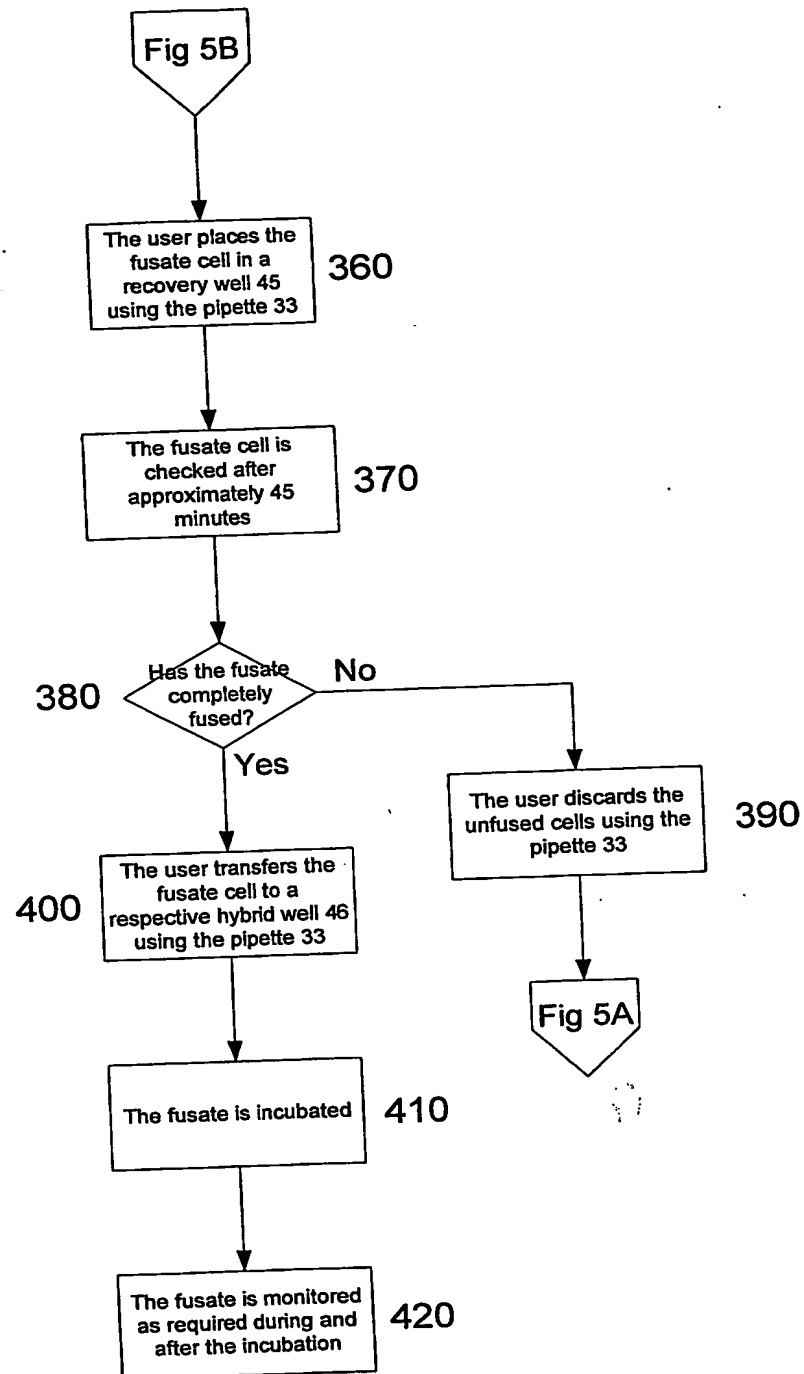 Fig 5B
The user places the
fusate cell in a
recovery well 45
using the pipette 33
360
The fusate cell is
checked after
approximately 45
minutes
370
380
Has the fusate
completely
fused?
No
Yes
The user discards the
unfused cells using the
pipette 33
390
400
The user transfers the
fusate cell to a
respective hybrid well 46
using the pipette 33
Fig 5A
The fusate is incubated
410
The fusate is monitored
as required during and
after the incubation
420